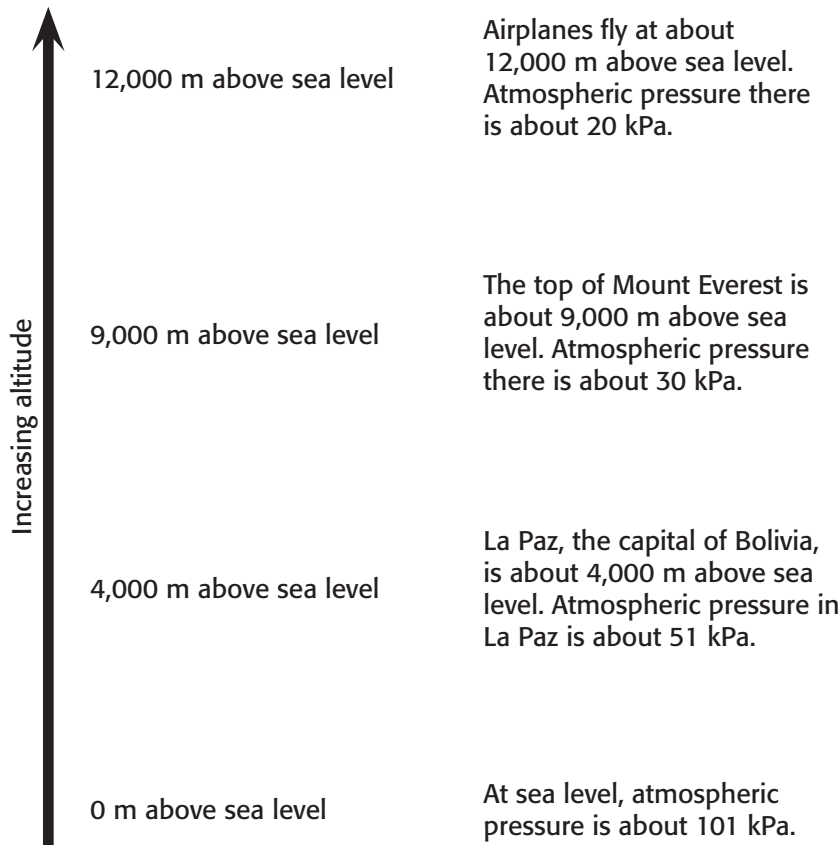 12,000 m above sea level
Airplanes fly at about
12,000 m above sea level.
Atmospheric pressure there
is about 20 kPa.
9,000 m above sea level
The top of Mount Everest is
about 9,000 m above sea
level. Atmospheric pressure
there is about 30 kPa.
Increasing altitude
4,000 m above sea level
La Paz, the capital of Bolivia,
is about 4,000 m above sea
level. Atmospheric pressure in
La Paz is about 51 kPa.
0 m above sea level
At sea level, atmospheric
pressure is about 101 kPa.